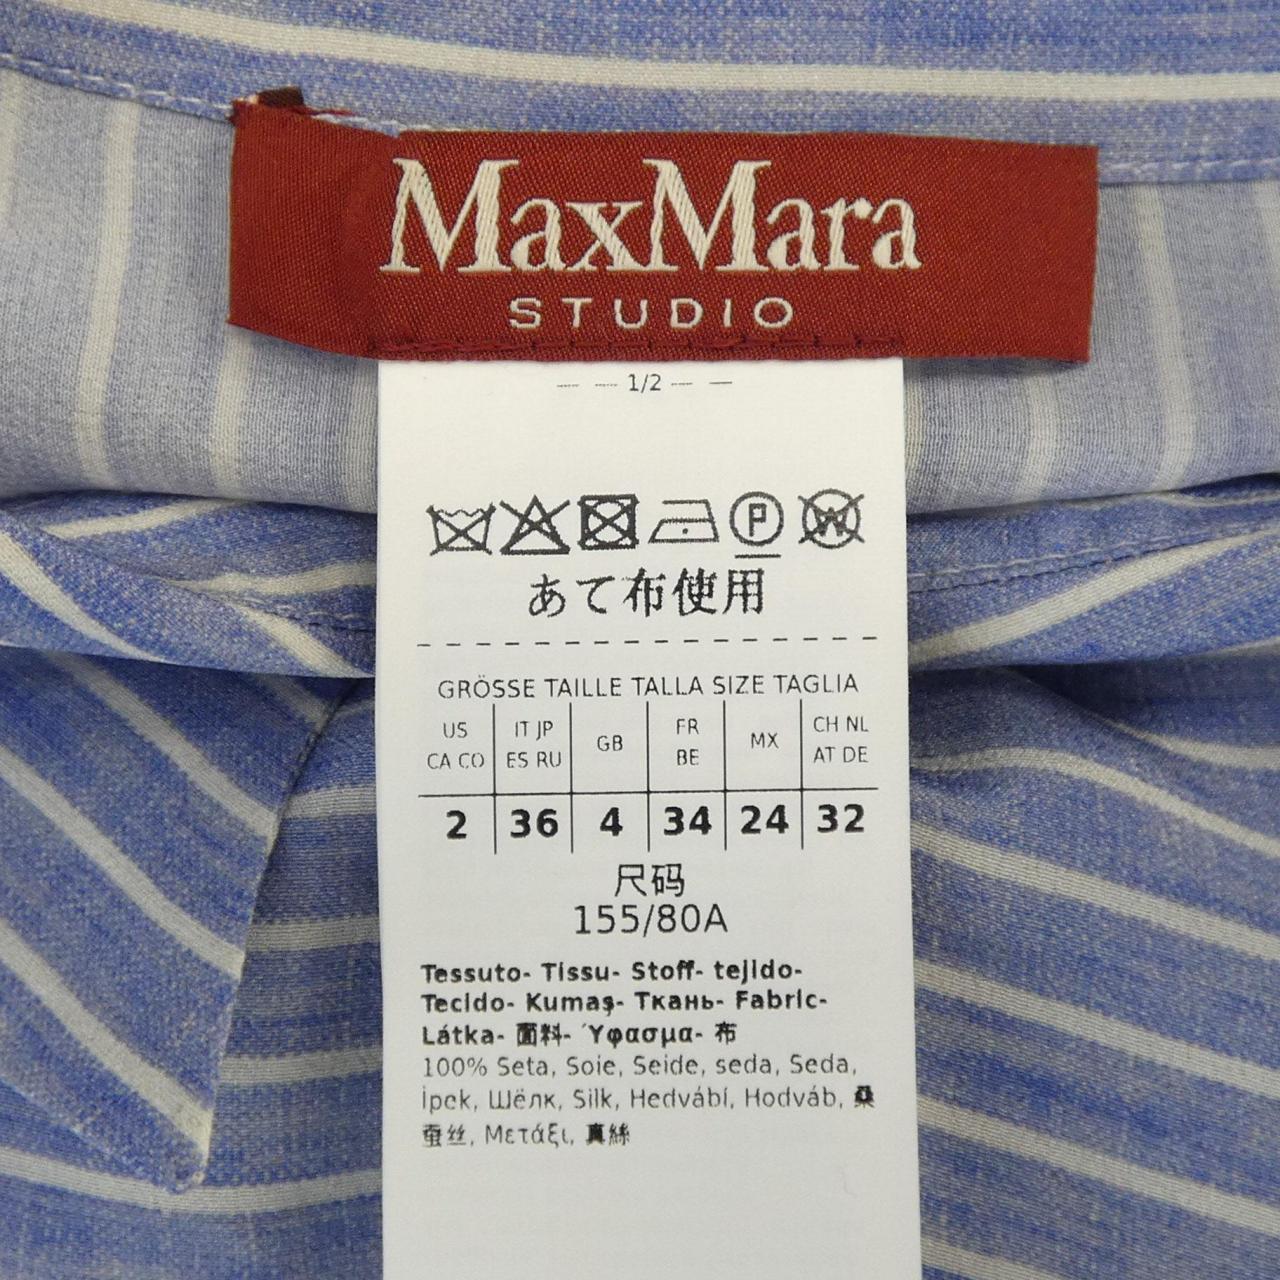 MaxMara
STUDIO
1/2
P
W
あて布使用
GRÖSSE TAILLE TALLA SIZE TAGLIA
US CA CO
IT JP ES RU
GB
FR BE
MX
CH NL AT DE
2 36 4 34 24 32
尺码
155/80A
Tessuto- Tissu- Stoff- tejido-
Tecido- Kumaş- Ткань- Fabric-
Látka- 面料- Ύφασμα- 布
100% Seta, Soie, Seide, seda, Seda,
İpek, Шёлк, Silk, Hedvábí, Hodváb, 桑
蚕丝, Μετάξι, 真絲